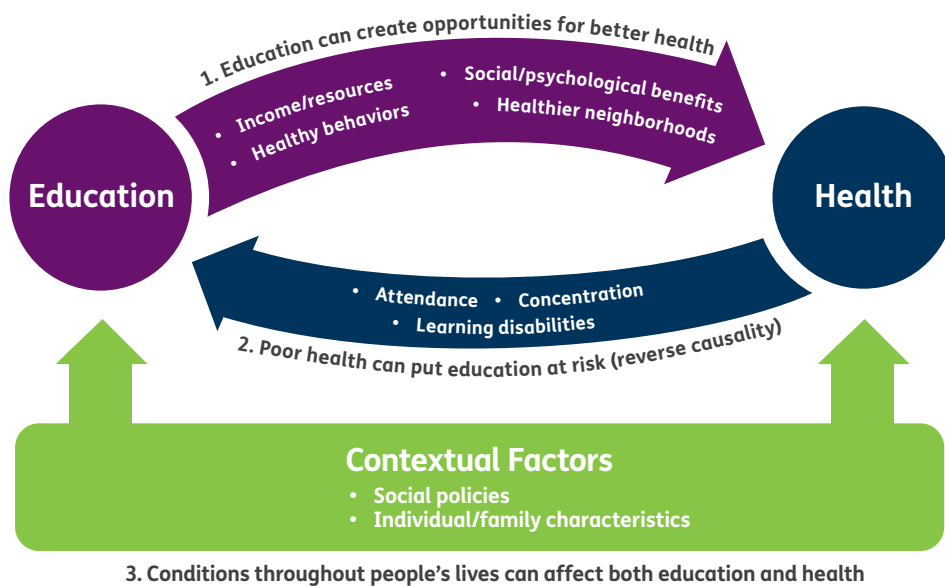 1. Education can create opportunities for better health
• Income/resources
• Healthy behaviors
• Social/psychological benefits
• Healthier neighborhoods
Education
Health
• Attendance • Concentration
• Learning disabilities
2. Poor health can put education at risk (reverse causality)
Contextual Factors
• Social policies
• Individual/family characteristics
3. Conditions throughout people’s lives can affect both education and health